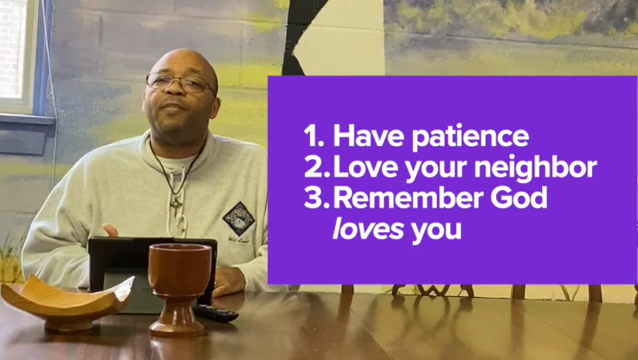 1. Have patience
2. Love your neighbor
3. Remember God
loves you